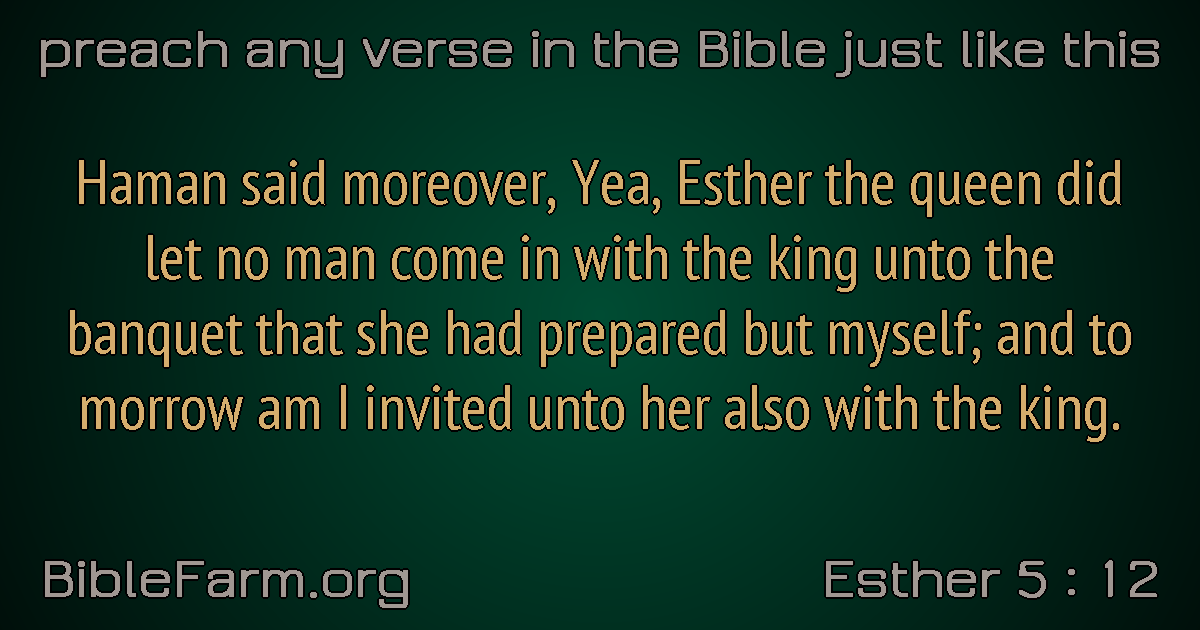 preach any verse in the Bible just like this
Haman said moreover, Yea, Esther the queen did
let no man come in with the king unto the
banquet that she had prepared but myself; and to
morrow am I invited unto her also with the king.
BibleFarm.org
Esther 5 : 12